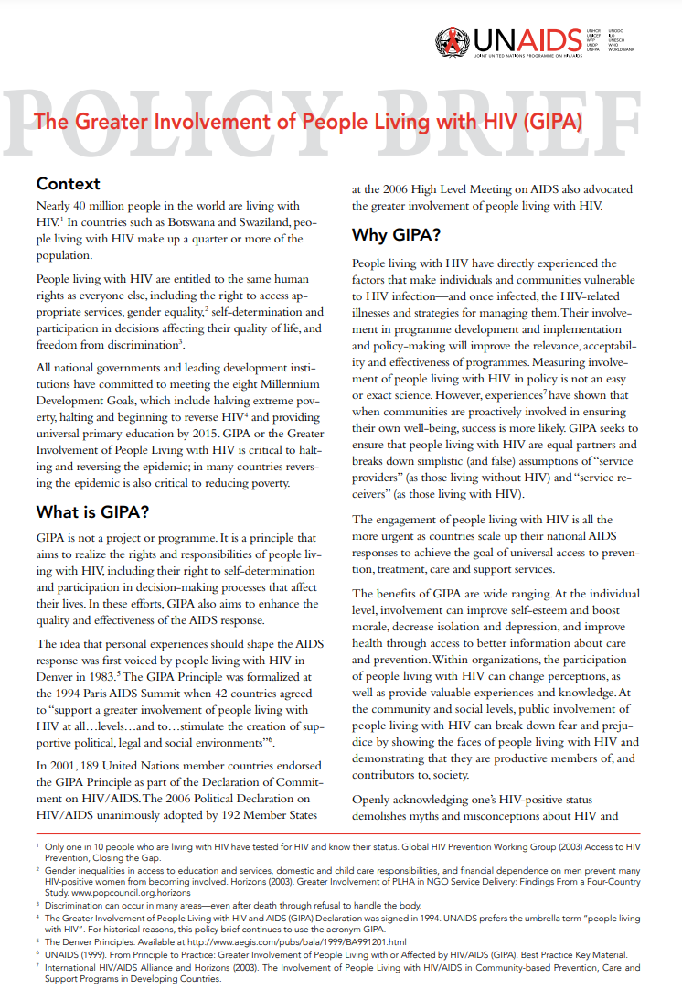 UNAIDS
JOINT UNITED NATIONS PROGRAMME ON HIV/AIDS
UNHCR
UNICEF
WFP
UNDP
UNFPA
UNODC
ILO
UNESCO
WHO
WORLD BANK
POLICY BRIEF
The Greater Involvement of People Living with HIV (GIPA)
Context
Nearly 40 million people in the world are living with
HIV.¹ In countries such as Botswana and Swaziland, peo-
ple living with HIV make up a quarter or more of the
population.
People living with HIV are entitled to the same human
rights as everyone else, including the right to access ap-
propriate services, gender equality,² self-determination and
participation in decisions affecting their quality of life, and
freedom from discrimination³.
All national governments and leading development insti-
tutions have committed to meeting the eight Millennium
Development Goals, which include halving extreme pov-
erty, halting and beginning to reverse HIV⁴ and providing
universal primary education by 2015. GIPA or the Greater
Involvement of People Living with HIV is critical to halt-
ing and reversing the epidemic; in many countries revers-
ing the epidemic is also critical to reducing poverty.
What is GIPA?
GIPA is not a project or programme. It is a principle that
aims to realize the rights and responsibilities of people liv-
ing with HIV, including their right to self-determination
and participation in decision-making processes that affect
their lives. In these efforts, GIPA also aims to enhance the
quality and effectiveness of the AIDS response.
The idea that personal experiences should shape the AIDS
response was first voiced by people living with HIV in
Denver in 1983.⁵ The GIPA Principle was formalized at
the 1994 Paris AIDS Summit when 42 countries agreed
to “support a greater involvement of people living with
HIV at all…levels…and to…stimulate the creation of sup-
portive political, legal and social environments”⁶.
In 2001, 189 United Nations member countries endorsed
the GIPA Principle as part of the Declaration of Commit-
ment on HIV/AIDS. The 2006 Political Declaration on
HIV/AIDS unanimously adopted by 192 Member States
at the 2006 High Level Meeting on AIDS also advocated
the greater involvement of people living with HIV.
Why GIPA?
People living with HIV have directly experienced the
factors that make individuals and communities vulnerable
to HIV infection—and once infected, the HIV-related
illnesses and strategies for managing them. Their involve-
ment in programme development and implementation
and policy-making will improve the relevance, acceptabil-
ity and effectiveness of programmes. Measuring involve-
ment of people living with HIV in policy is not an easy
or exact science. However, experiences⁷ have shown that
when communities are proactively involved in ensuring
their own well-being, success is more likely. GIPA seeks to
ensure that people living with HIV are equal partners and
breaks down simplistic (and false) assumptions of “service
providers” (as those living without HIV) and “service re-
ceivers” (as those living with HIV).
The engagement of people living with HIV is all the
more urgent as countries scale up their national AIDS
responses to achieve the goal of universal access to preven-
tion, treatment, care and support services.
The benefits of GIPA are wide ranging. At the individual
level, involvement can improve self-esteem and boost
morale, decrease isolation and depression, and improve
health through access to better information about care
and prevention. Within organizations, the participation
of people living with HIV can change perceptions, as
well as provide valuable experiences and knowledge. At
the community and social levels, public involvement of
people living with HIV can break down fear and preju-
dice by showing the faces of people living with HIV and
demonstrating that they are productive members of, and
contributors to, society.
Openly acknowledging one’s HIV-positive status
demolishes myths and misconceptions about HIV and
¹ Only one in 10 people who are living with HIV have tested for HIV and know their status. Global HIV Prevention Working Group (2003) Access to HIV
Prevention, Closing the Gap.
² Gender inequalities in access to education and services, domestic and child care responsibilities, and financial dependence on men prevent many
HIV-positive women from becoming involved. Horizons (2003). Greater Involvement of PLHA in NGO Service Delivery: Findings From a Four-Country
Study. www.popcouncil.org.horizons
³ Discrimination can occur in many areas—even after death through refusal to handle the body.
⁴ The Greater Involvement of People Living with HIV and AIDS (GIPA) Declaration was signed in 1994. UNAIDS prefers the umbrella term “people living
with HIV”. For historical reasons, this policy brief continues to use the acronym GIPA.
⁵ The Denver Principles. Available at http://www.aegis.com/pubs/bala/1999/BA991201.html
⁶ UNAIDS (1999). From Principle to Practice: Greater Involvement of People Living with or Affected by HIV/AIDS (GIPA). Best Practice Key Material.
⁷ International HIV/AIDS Alliance and Horizons (2003). The Involvement of People Living with HIV/AIDS in Community-based Prevention, Care and
Support Programs in Developing Countries.